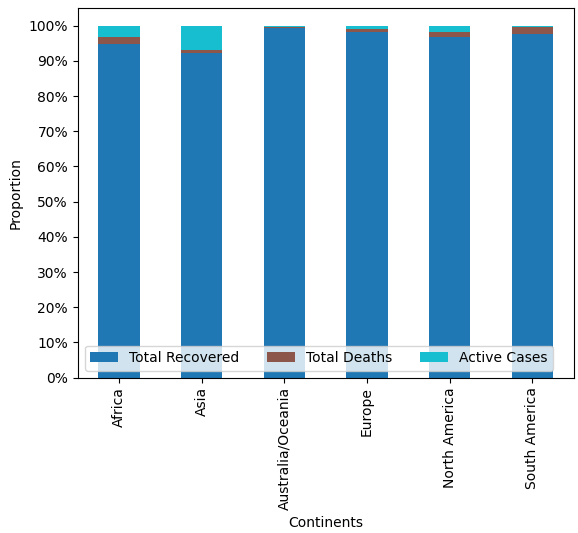 100%
90%
80%
70%
60%
50%
40%
30%
20%
10%
0%
Proportion
Total Recovered Total Deaths Active Cases
Africa
Asia
Australia/Oceania
Europe
North America
South America
Continents